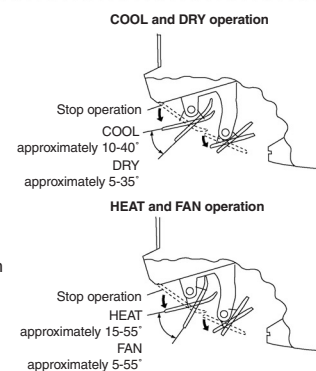 COOL and DRY operation
Stop operation
COOL
approximately 10-40˚
DRY
approximately 5-35˚
HEAT and FAN operation
Stop operation
HEAT
approximately 15-55˚
FAN
approximately 5-55˚